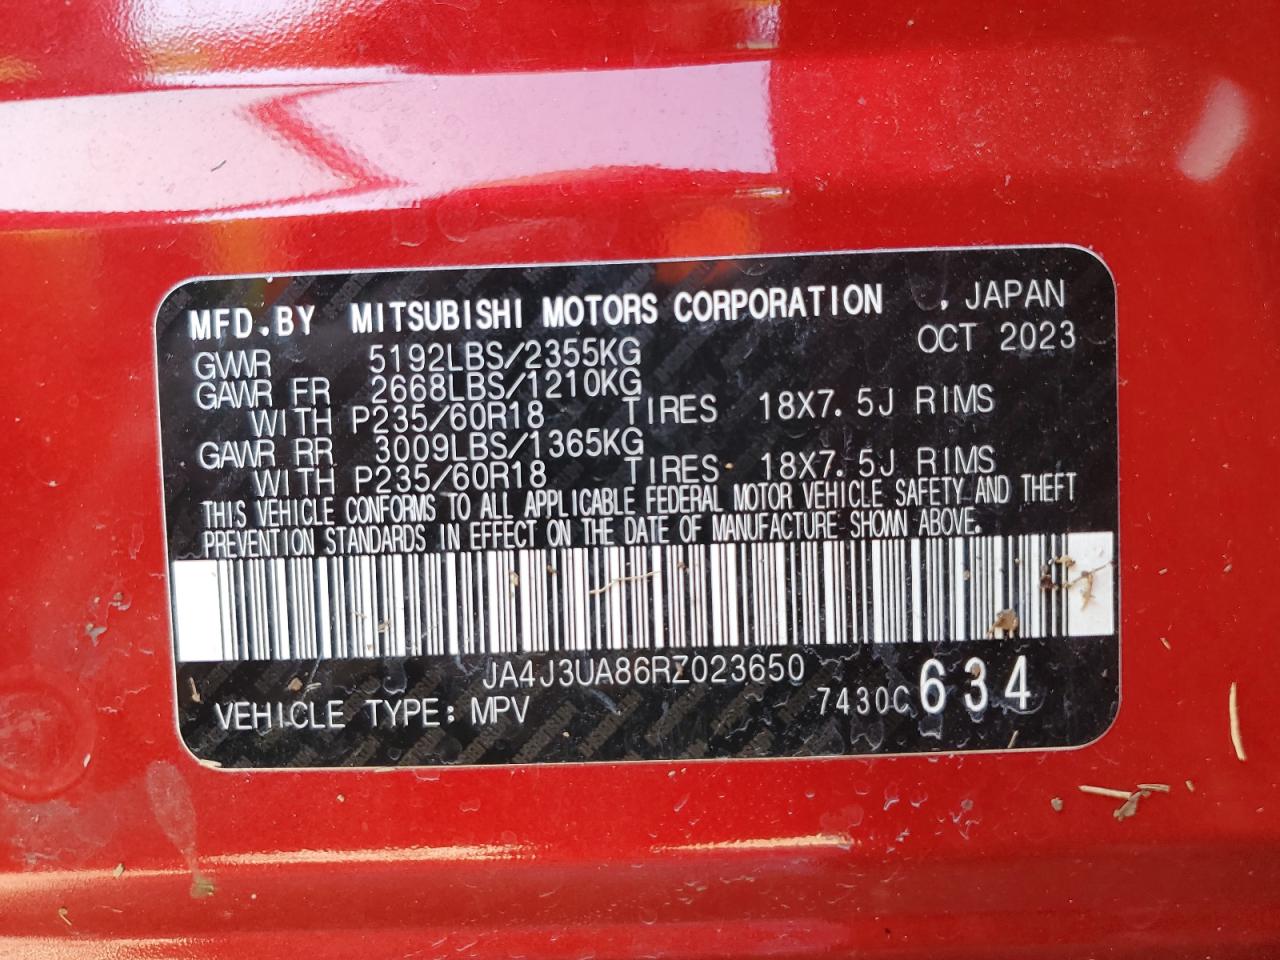 MFD.BY MITSUBISHI MOTORS CORPORATION , JAPAN
OCT 2023
GVWR 5192LBS/2355KG
GAWR FR 2668LBS/1210KG
WITH P235/60R18 TIRES 18X7.5J RIMS
GAWR RR 3009LBS/1365KG
WITH P235/60R18 TIRES 18X7.5J RIMS
THIS VEHICLE CONFORMS TO ALL APPLICABLE FEDERAL MOTOR VEHICLE SAFETY AND THEFT
PREVENTION STANDARDS IN EFFECT ON THE DATE OF MANUFACTURE SHOWN ABOVE.
JA4J3UA86RZ023650
VEHICLE TYPE: MPV 7430C 634